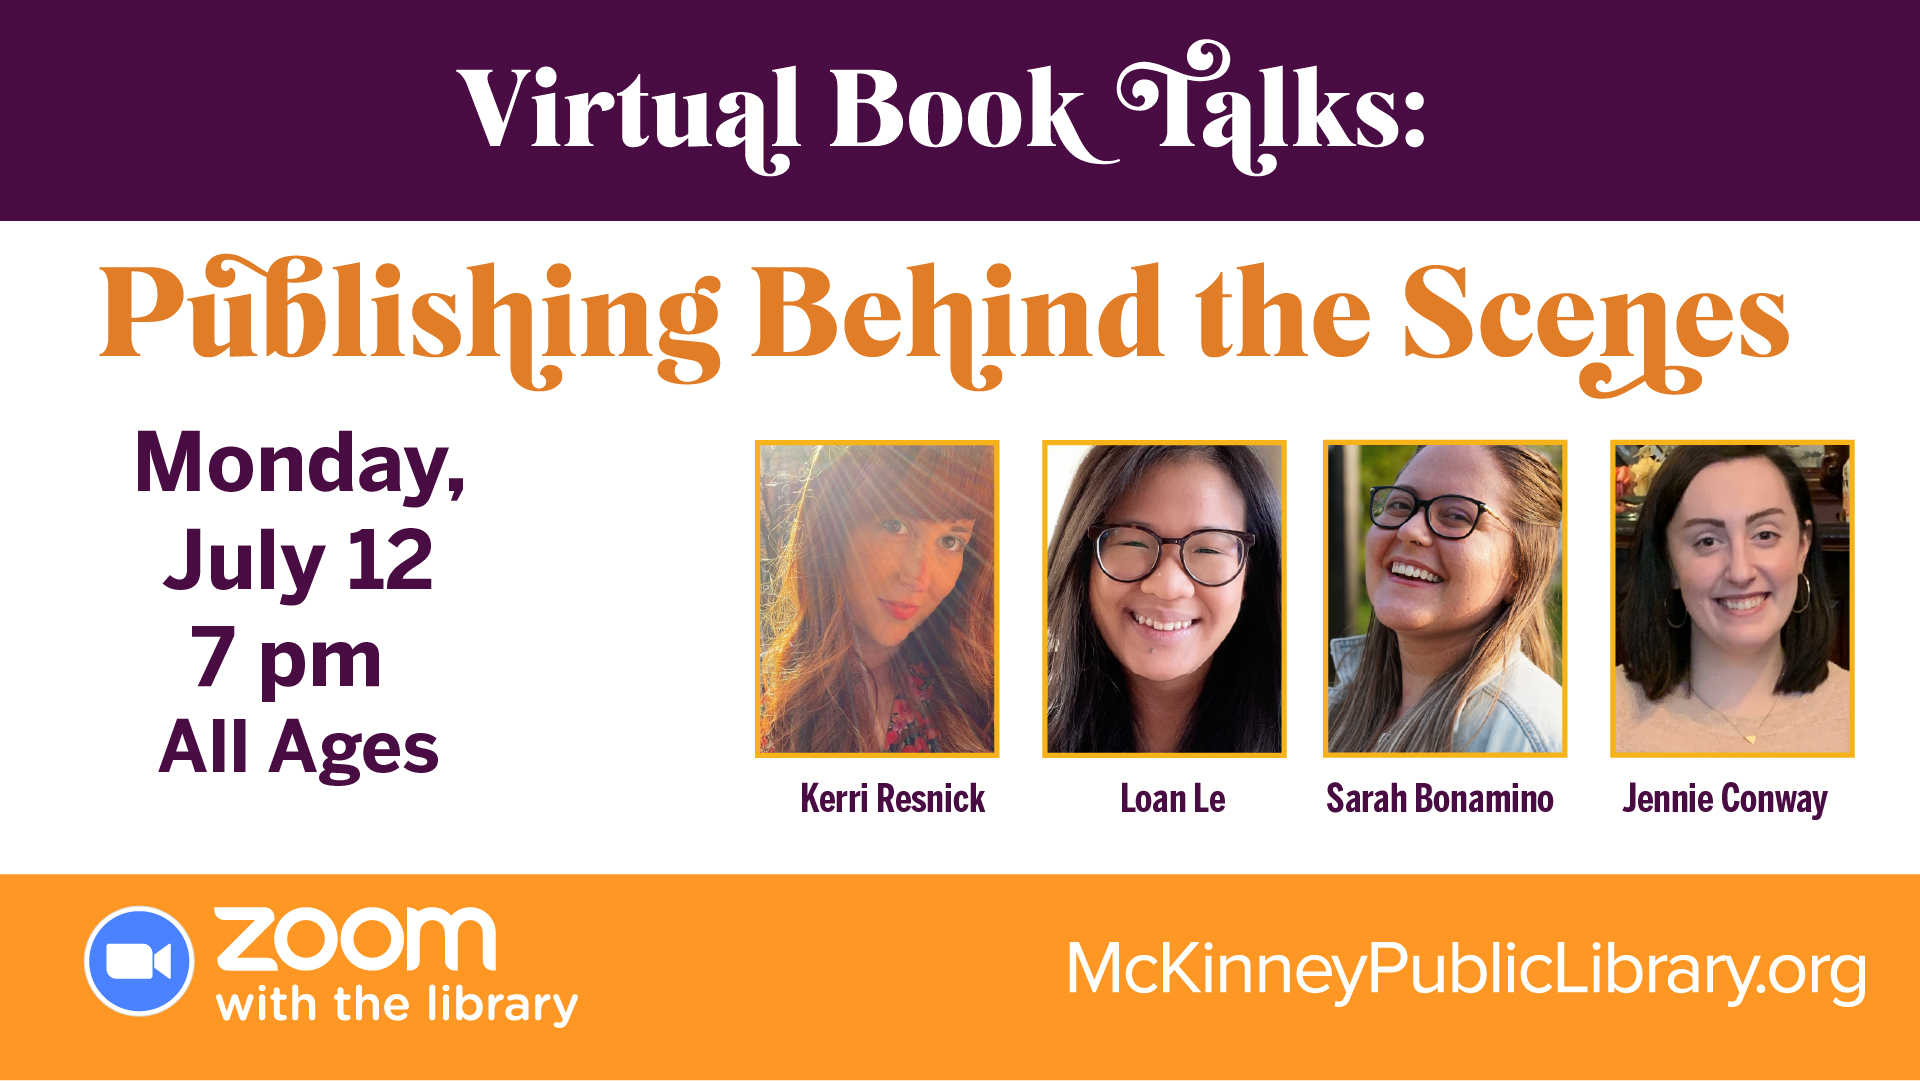 Virtual Book Talks:
Publishing Behind the Scenes
Monday,
July 12
7 pm
All Ages
Kerri Resnick
Loan Le
Sarah Bonamino
Jennie Conway
zoom
with the library
McKinneyPublicLibrary.org